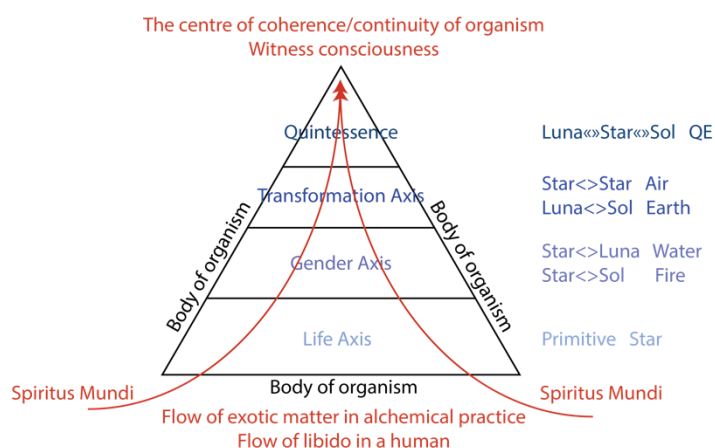 The centre of coherence/continuity of organism
Witness consciousness
Quintessence
Luna«»Star«»Sol QE
Transformation Axis
Star<>Star Air
Luna<>Sol Earth
Body of organism
Body of organism
Gender Axis
Star<>Luna Water
Star<>Sol Fire
Life Axis
Primitive Star
Body of organism
Spiritus Mundi
Spiritus Mundi
Flow of exotic matter in alchemical practice
Flow of libido in a human